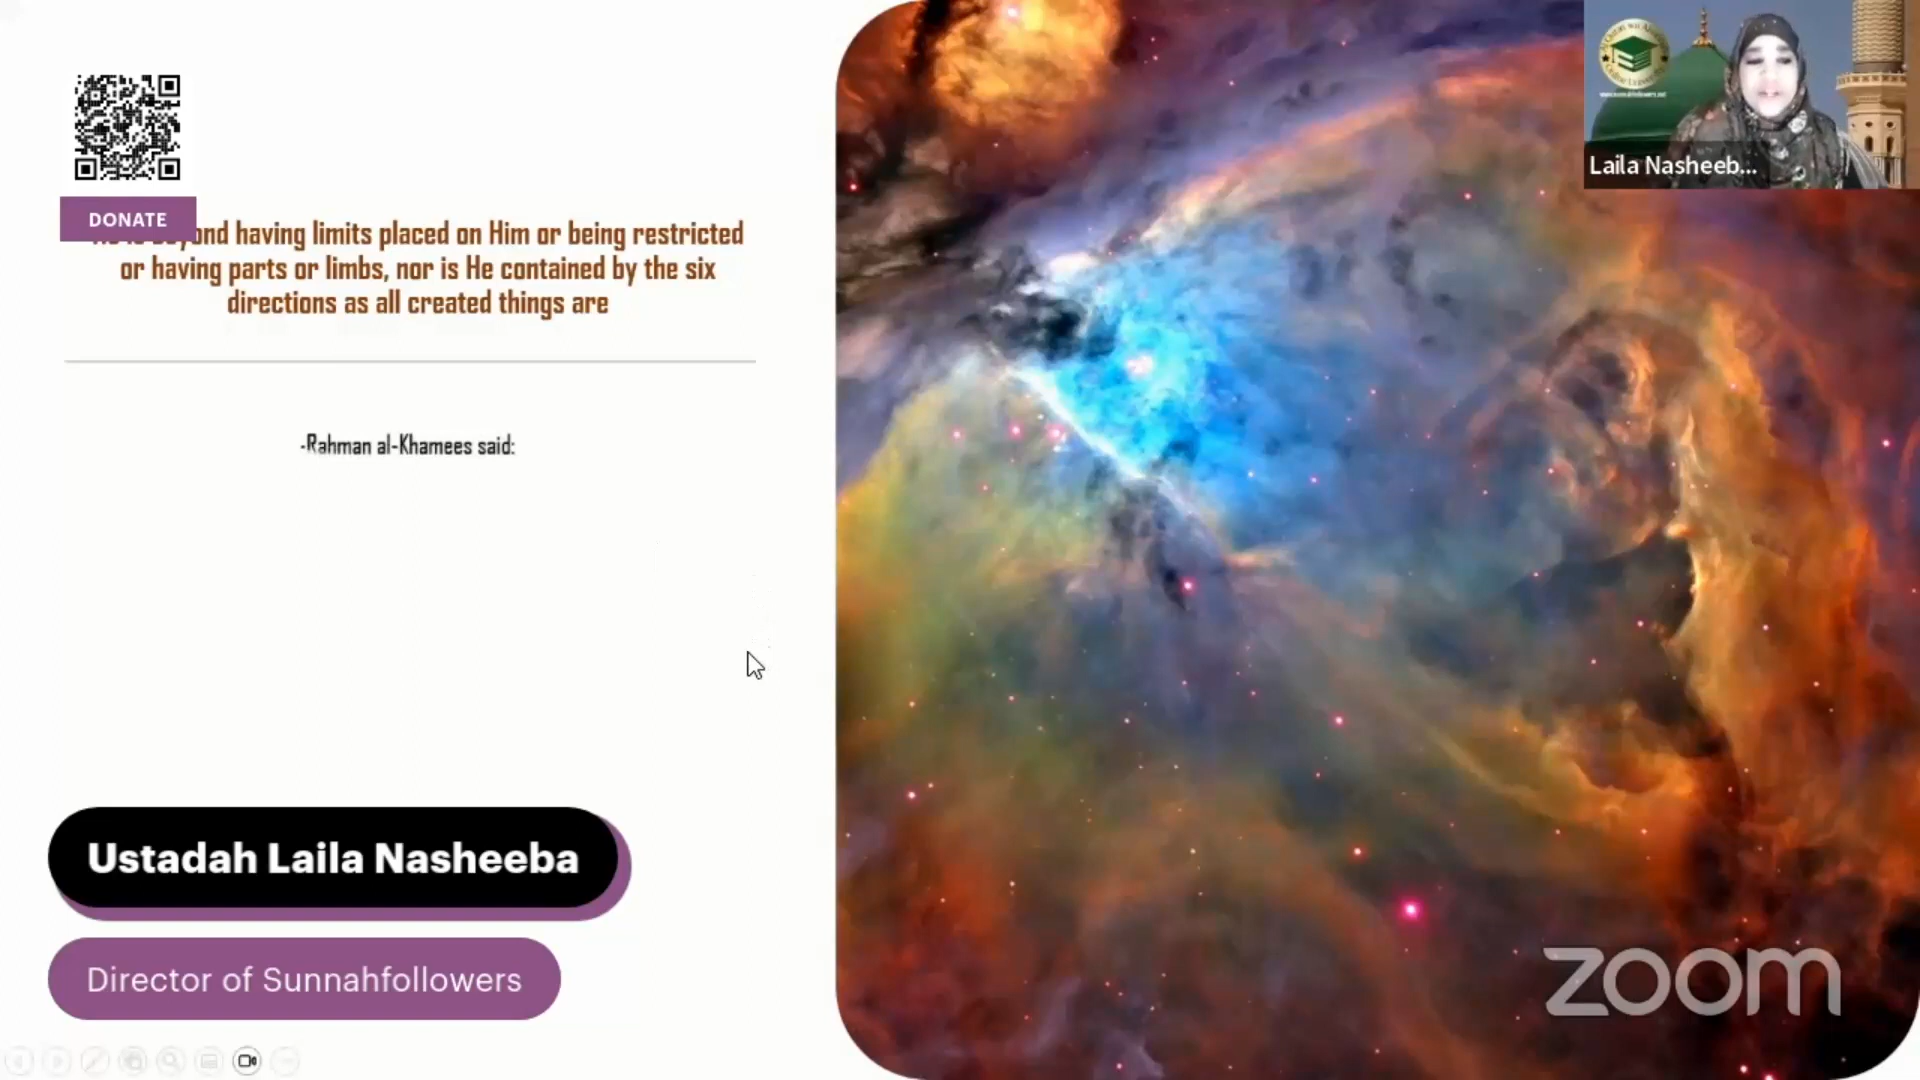 DONATE
beyond having limits placed on Him or being restricted
or having parts or limbs, nor is He contained by the six
directions as all created things are
-Rahman al-Khamees said:
Ustadah Laila Nasheeba
Director of Sunnahfollowers
Laila Nasheeb...
zoom